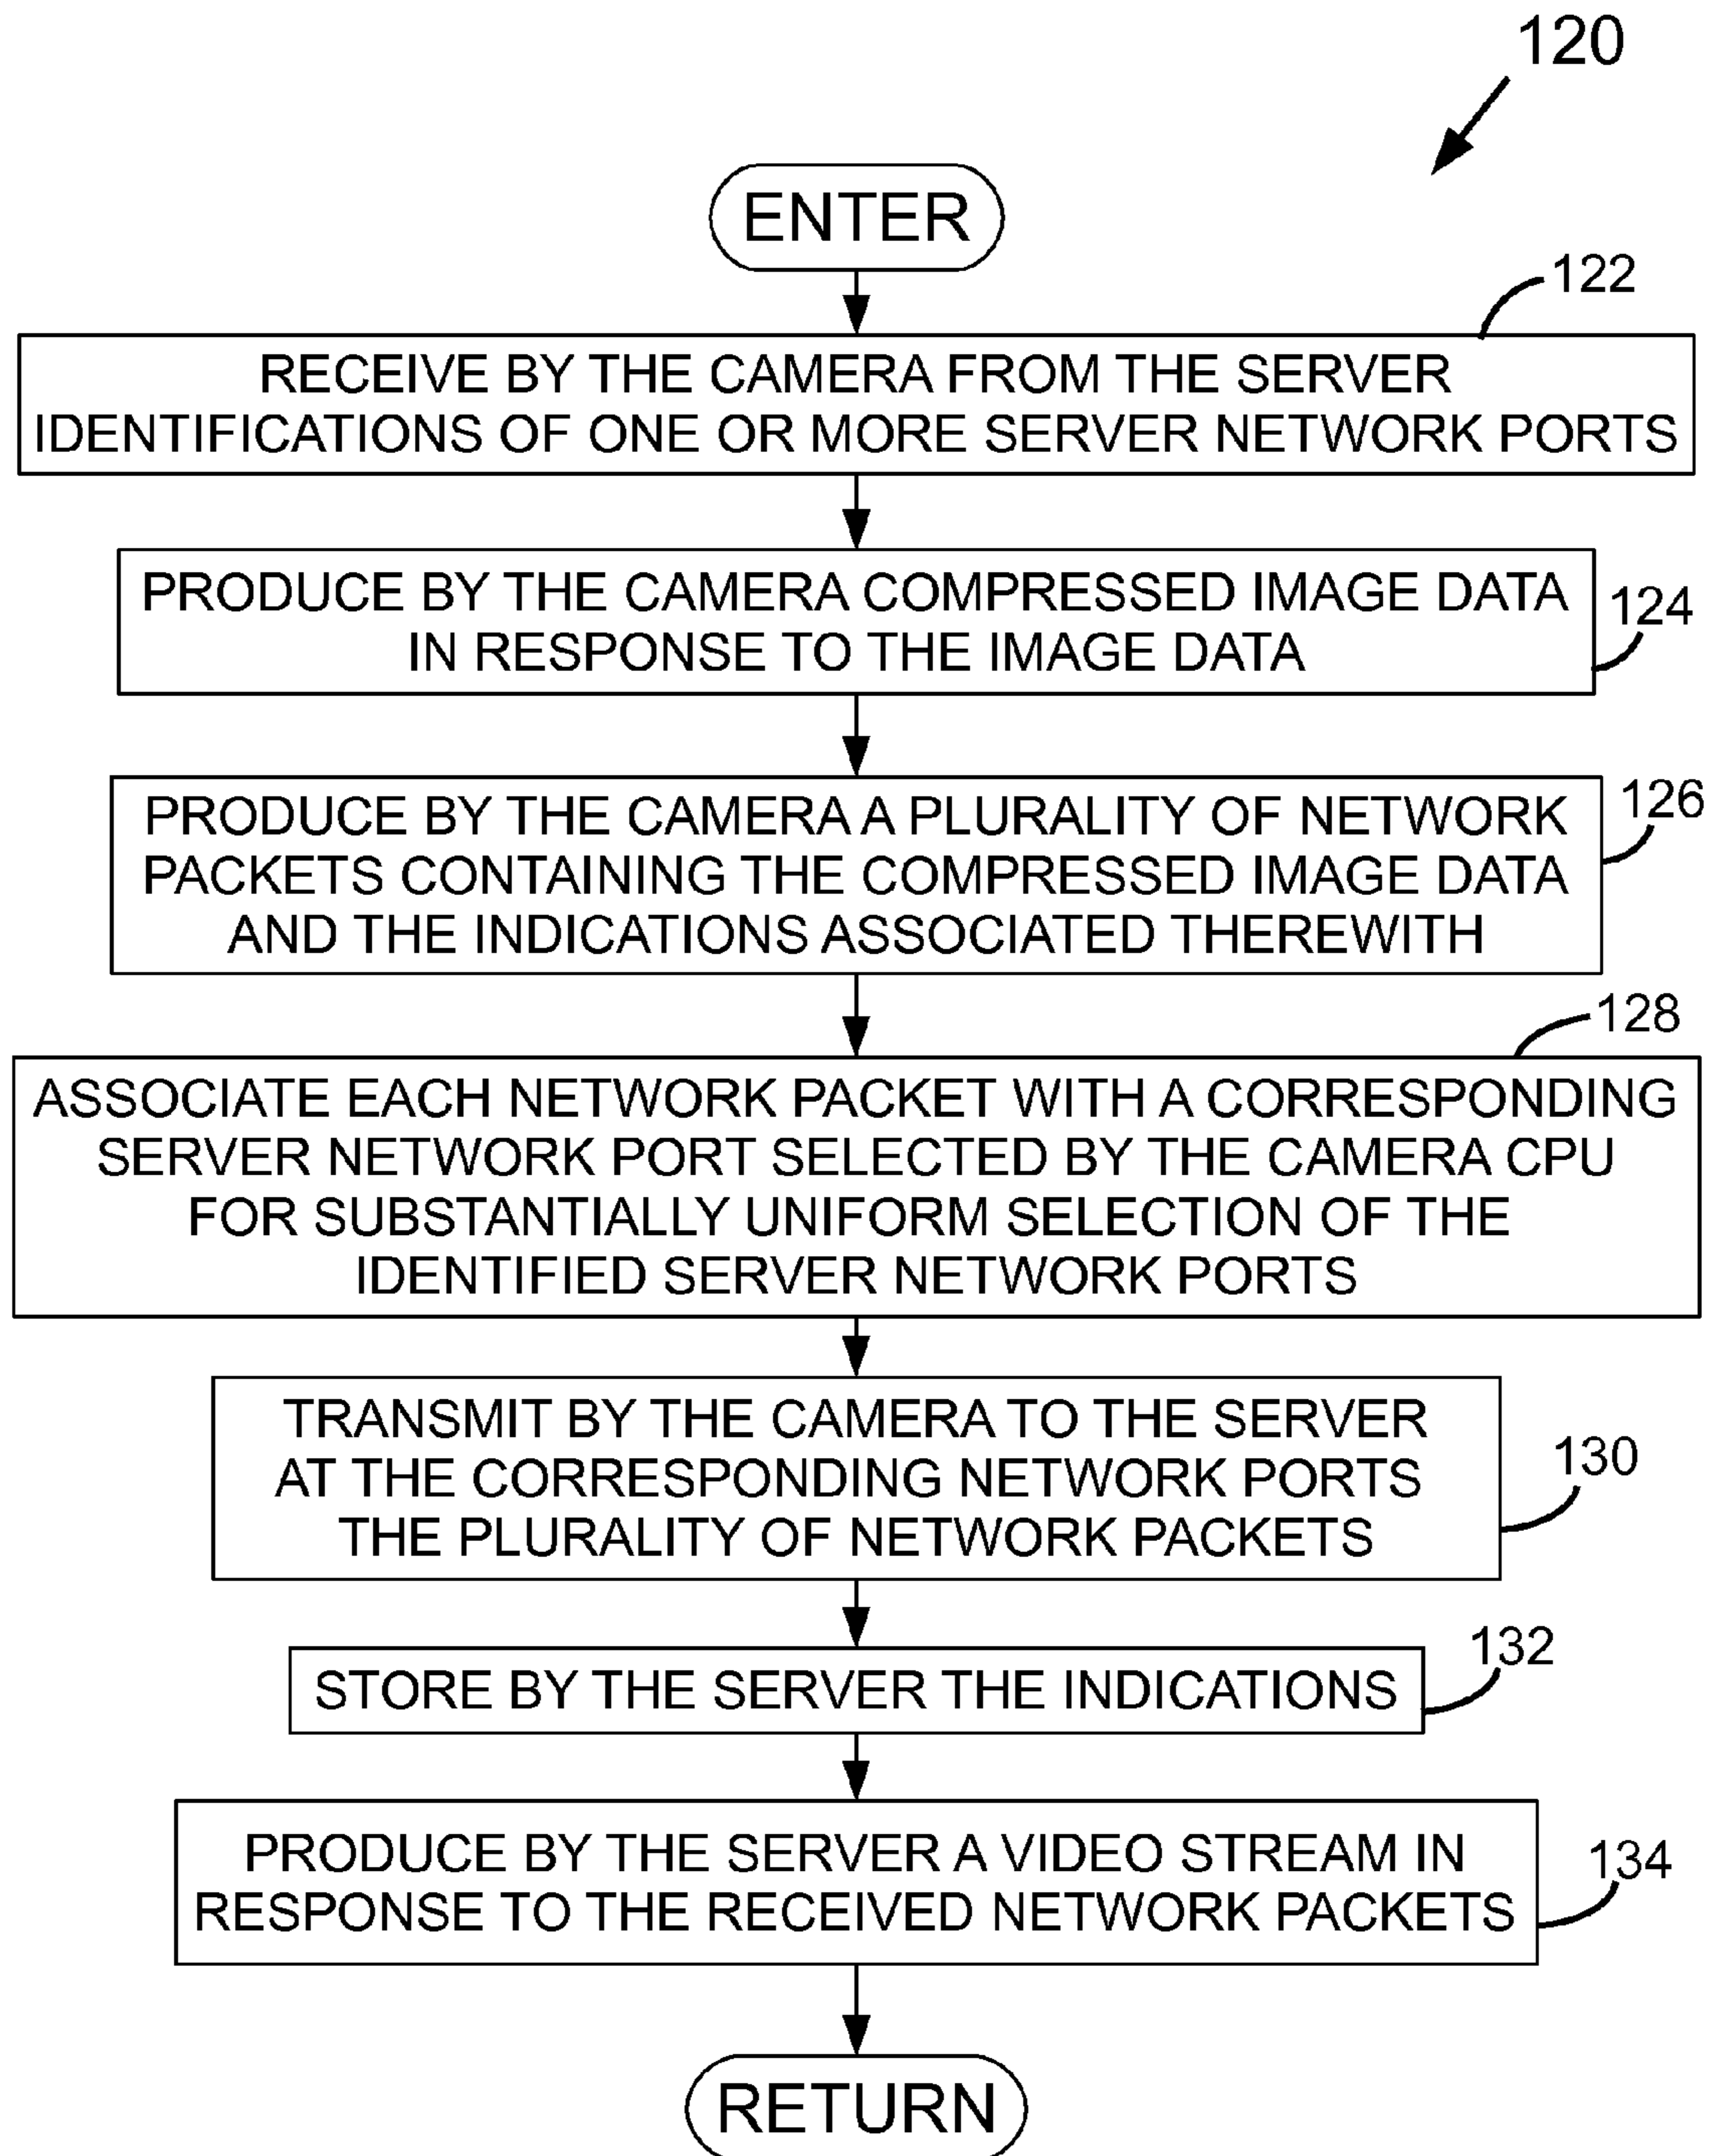 120
ENTER
122
RECEIVE BY THE CAMERA FROM THE SERVER
IDENTIFICATIONS OF ONE OR MORE SERVER NETWORK PORTS
PRODUCE BY THE CAMERA COMPRESSED IMAGE DATA
IN RESPONSE TO THE IMAGE DATA
124
PRODUCE BY THE CAMERA A PLURALITY OF NETWORK
PACKETS CONTAINING THE COMPRESSED IMAGE DATA
AND THE INDICATIONS ASSOCIATED THEREWITH
126
128
ASSOCIATE EACH NETWORK PACKET WITH A CORRESPONDING
SERVER NETWORK PORT SELECTED BY THE CAMERA CPU
FOR SUBSTANTIALLY UNIFORM SELECTION OF THE
IDENTIFIED SERVER NETWORK PORTS
TRANSMIT BY THE CAMERA TO THE SERVER
AT THE CORRESPONDING NETWORK PORTS
THE PLURALITY OF NETWORK PACKETS
130
132
STORE BY THE SERVER THE INDICATIONS
PRODUCE BY THE SERVER A VIDEO STREAM IN
RESPONSE TO THE RECEIVED NETWORK PACKETS
134
RETURN